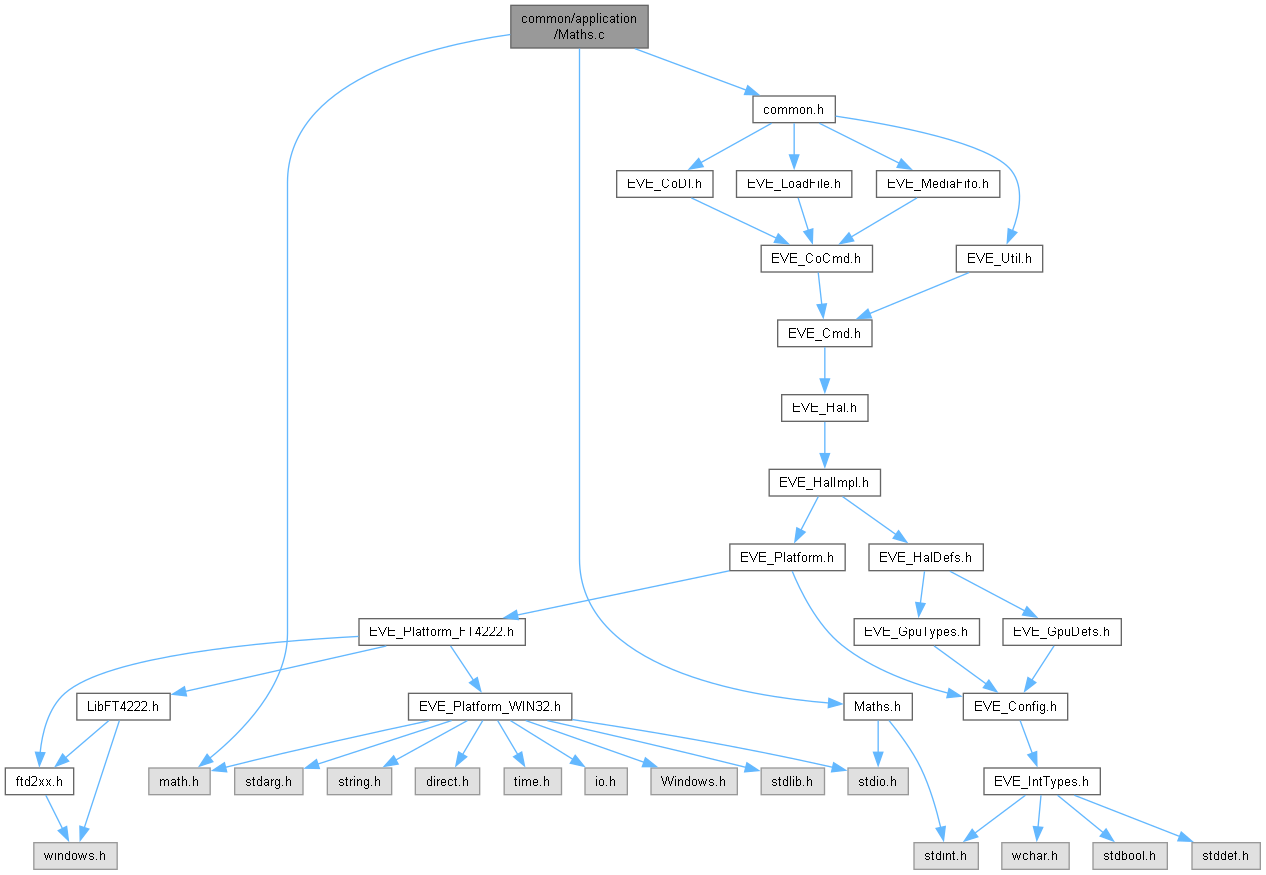 common/application
/Maths.c
common.h
EVE_CoDl.h
EVE_LoadFile.h
EVE_MediaFifo.h
EVE_CoCmd.h
EVE_Util.h
EVE_Cmd.h
EVE_Hal.h
EVE_HalImpl.h
EVE_Platform.h
EVE_HalDefs.h
EVE_Platform_FT4222.h
EVE_GpuTypes.h
EVE_GpuDefs.h
LibFT4222.h
EVE_Platform_WIN32.h
Maths.h
EVE_Config.h
ftd2xx.h
math.h
stdarg.h
string.h
direct.h
time.h
io.h
Windows.h
stdlib.h
stdio.h
EVE_IntTypes.h
windows.h
stdint.h
wchar.h
stdbool.h
stddef.h